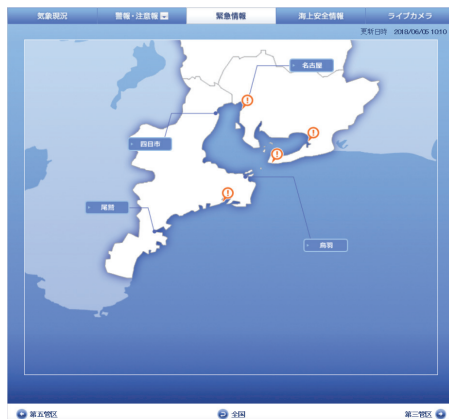 気象現況 警報・注意報 緊急情報 海上安全情報 ライブカメラ
更新日時 2018/06/05 10:10
名古屋
四日市
尾鷲
鳥羽
第五管区 全国 第三管区